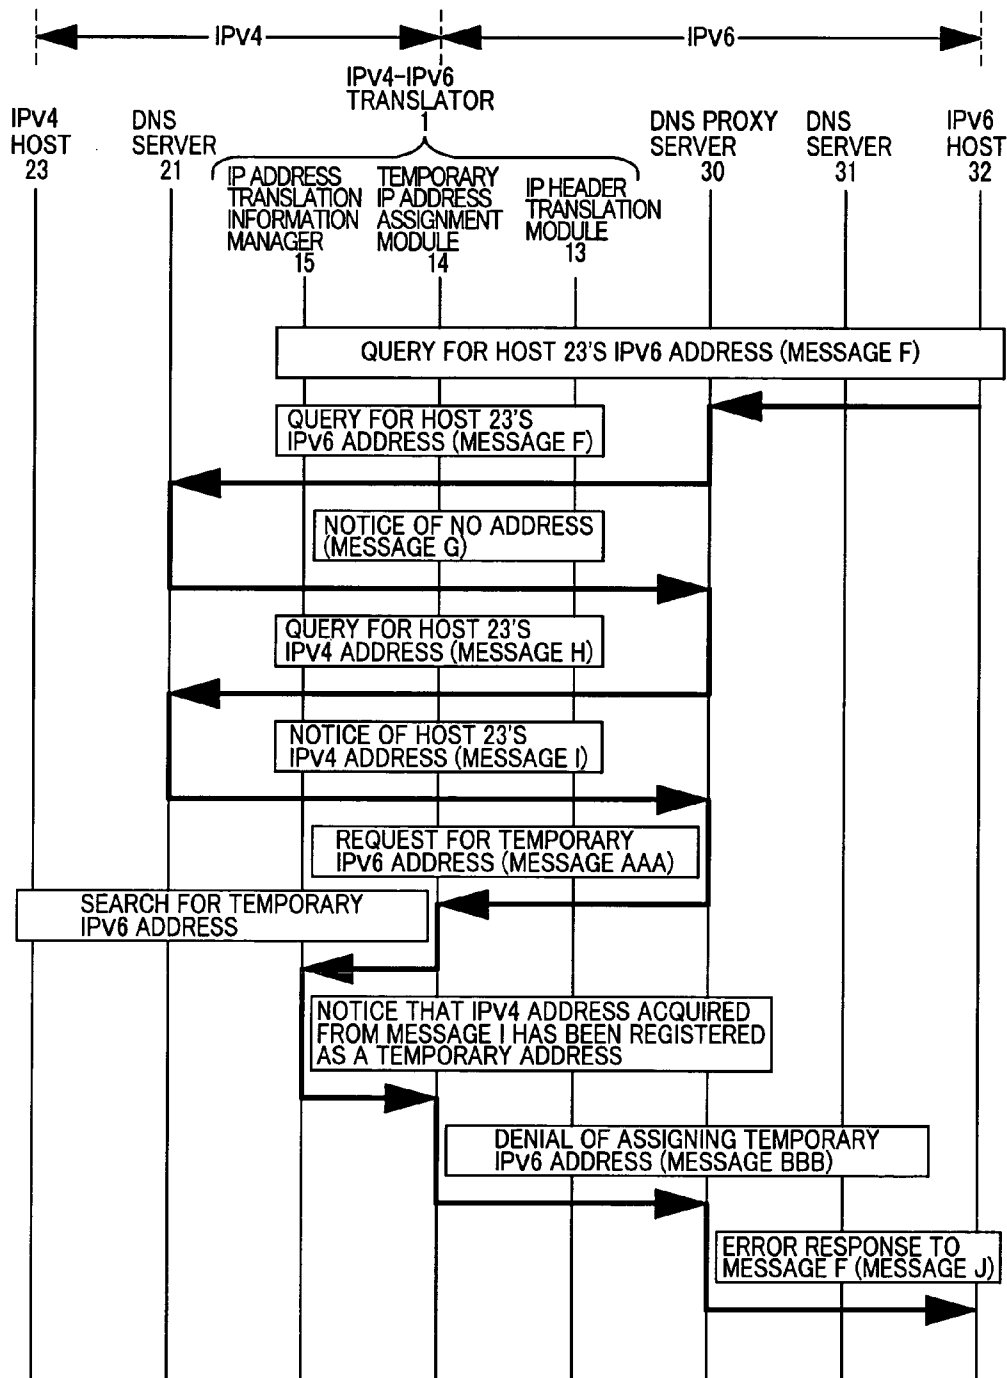 IPV4
IPV6
IPV4-IPV6
TRANSLATOR
1
IPV4
HOST
23
DNS
SERVER
21
IP ADDRESS
TRANSLATION
INFORMATION
MANAGER
15
TEMPORARY
IP ADDRESS
ASSIGNMENT
MODULE
14
IP HEADER
TRANSLATION
MODULE
13
DNS PROXY
SERVER
30
DNS
SERVER
31
IPV6
HOST
32
QUERY FOR HOST 23'S IPV6 ADDRESS (MESSAGE F)
QUERY FOR HOST 23'S
IPV6 ADDRESS (MESSAGE F)
NOTICE OF NO ADDRESS
(MESSAGE G)
QUERY FOR HOST 23'S
IPV4 ADDRESS (MESSAGE H)
NOTICE OF HOST 23'S
IPV4 ADDRESS (MESSAGE I)
REQUEST FOR TEMPORARY
IPV6 ADDRESS (MESSAGE AAA)
SEARCH FOR TEMPORARY
IPV6 ADDRESS
NOTICE THAT IPV4 ADDRESS ACQUIRED
FROM MESSAGE I HAS BEEN REGISTERED
AS A TEMPORARY ADDRESS
DENIAL OF ASSIGNING TEMPORARY
IPV6 ADDRESS (MESSAGE BBB)
ERROR RESPONSE TO
MESSAGE F (MESSAGE J)